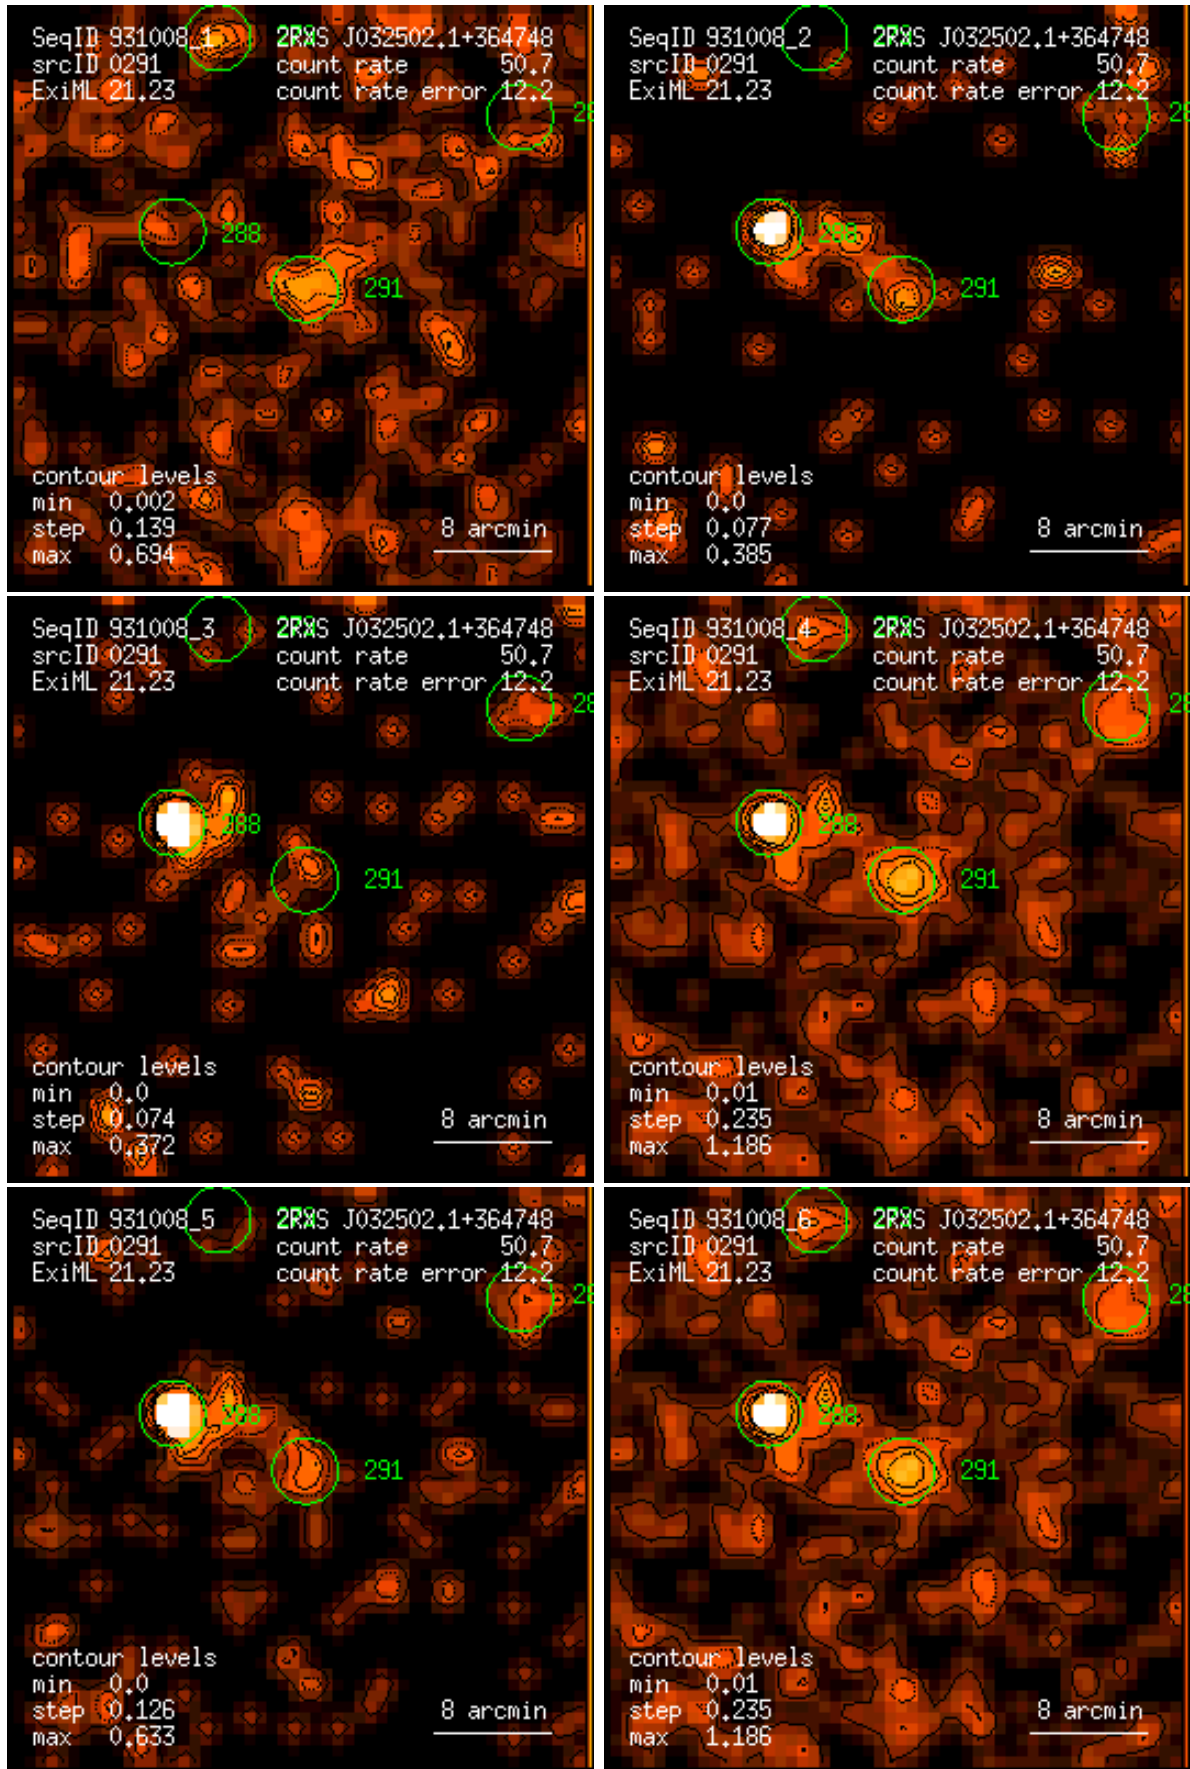 SeqID 931008_1 2RXS J032502.1+364748
srcID 0291 count rate 50.7
ExiML 21.23 count rate error 12.2
28
288
291
contour levels
min 0.002
step 0.139 8 arcmin
max 0.694
SeqID 931008_2 2RXS J032502.1+364748
srcID 0291 count rate 50.7
ExiML 21.23 count rate error 12.2
28
288
291
contour levels
min 0.0
step 0.077 8 arcmin
max 0.385
SeqID 931008_3 2RXS J032502.1+364748
srcID 0291 count rate 50.7
ExiML 21.23 count rate error 12.2
28
288
291
contour levels
min 0.0
step 0.074 8 arcmin
max 0.372
SeqID 931008_4 2RXS J032502.1+364748
srcID 0291 count rate 50.7
ExiML 21.23 count rate error 12.2
28
288
291
contour levels
min 0.01
step 0.235 8 arcmin
max 1.186
SeqID 931008_5 2RXS J032502.1+364748
srcID 0291 count rate 50.7
ExiML 21.23 count rate error 12.2
28
288
291
contour levels
min 0.0
step 0.126 8 arcmin
max 0.633
SeqID 931008_6 2RXS J032502.1+364748
srcID 0291 count rate 50.7
ExiML 21.23 count rate error 12.2
28
288
291
contour levels
min 0.01
step 0.235 8 arcmin
max 1.186